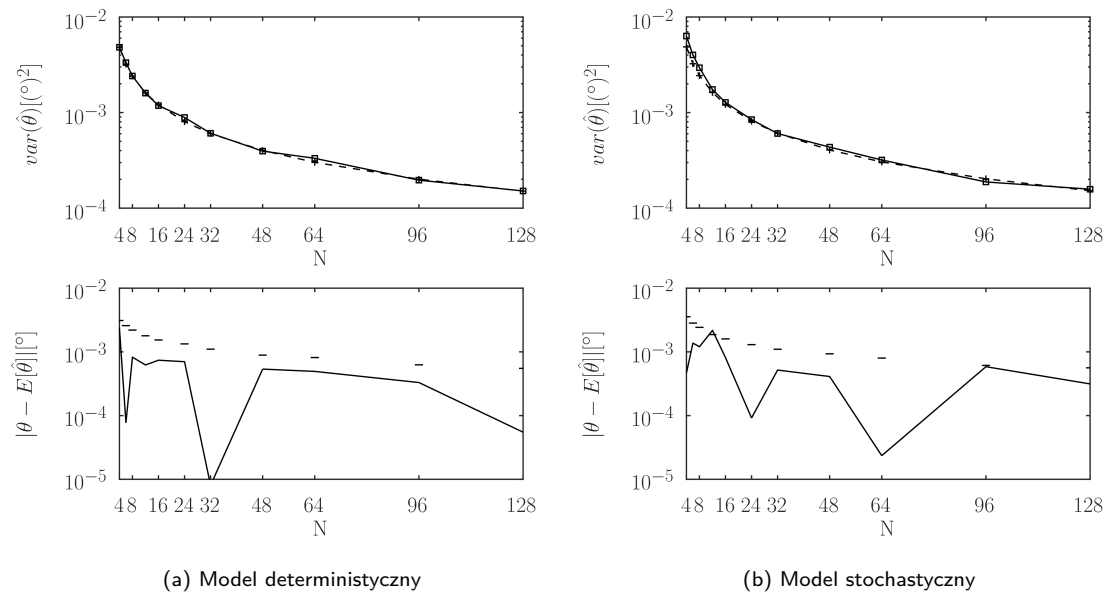 10⁻² 10⁻³ 10⁻⁴
var(θ̂)[(°)²]
4 8 16 24 32 48 64 96 128
N
10⁻² 10⁻³ 10⁻⁴
var(θ̂)[(°)²]
4 8 16 24 32 48 64 96 128
N
10⁻² 10⁻³ 10⁻⁴ 10⁻⁵
|θ − E[θ̂]|[°]
4 8 16 24 32 48 64 96 128
N
10⁻² 10⁻³ 10⁻⁴ 10⁻⁵
|θ − E[θ̂]|[°]
4 8 16 24 32 48 64 96 128
N
(a) Model deterministyczny
(b) Model stochastyczny